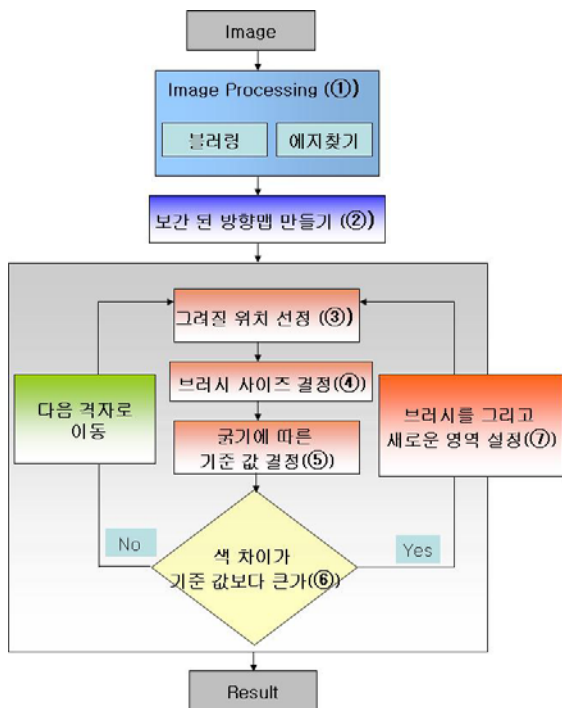 Image
Image Processing (①)
블러링
에지찾기
보간 된 방향맵 만들기 (②)
그려질 위치 선정 (③)
브러시 사이즈 결정(④)
굵기에 따른
기준 값 결정(⑤)
다음 격자로
이동
브러시를 그리고
새로운 영역 설정(⑦)
No
Yes
색 차이가
기준 값보다 큰가(⑥)
Result